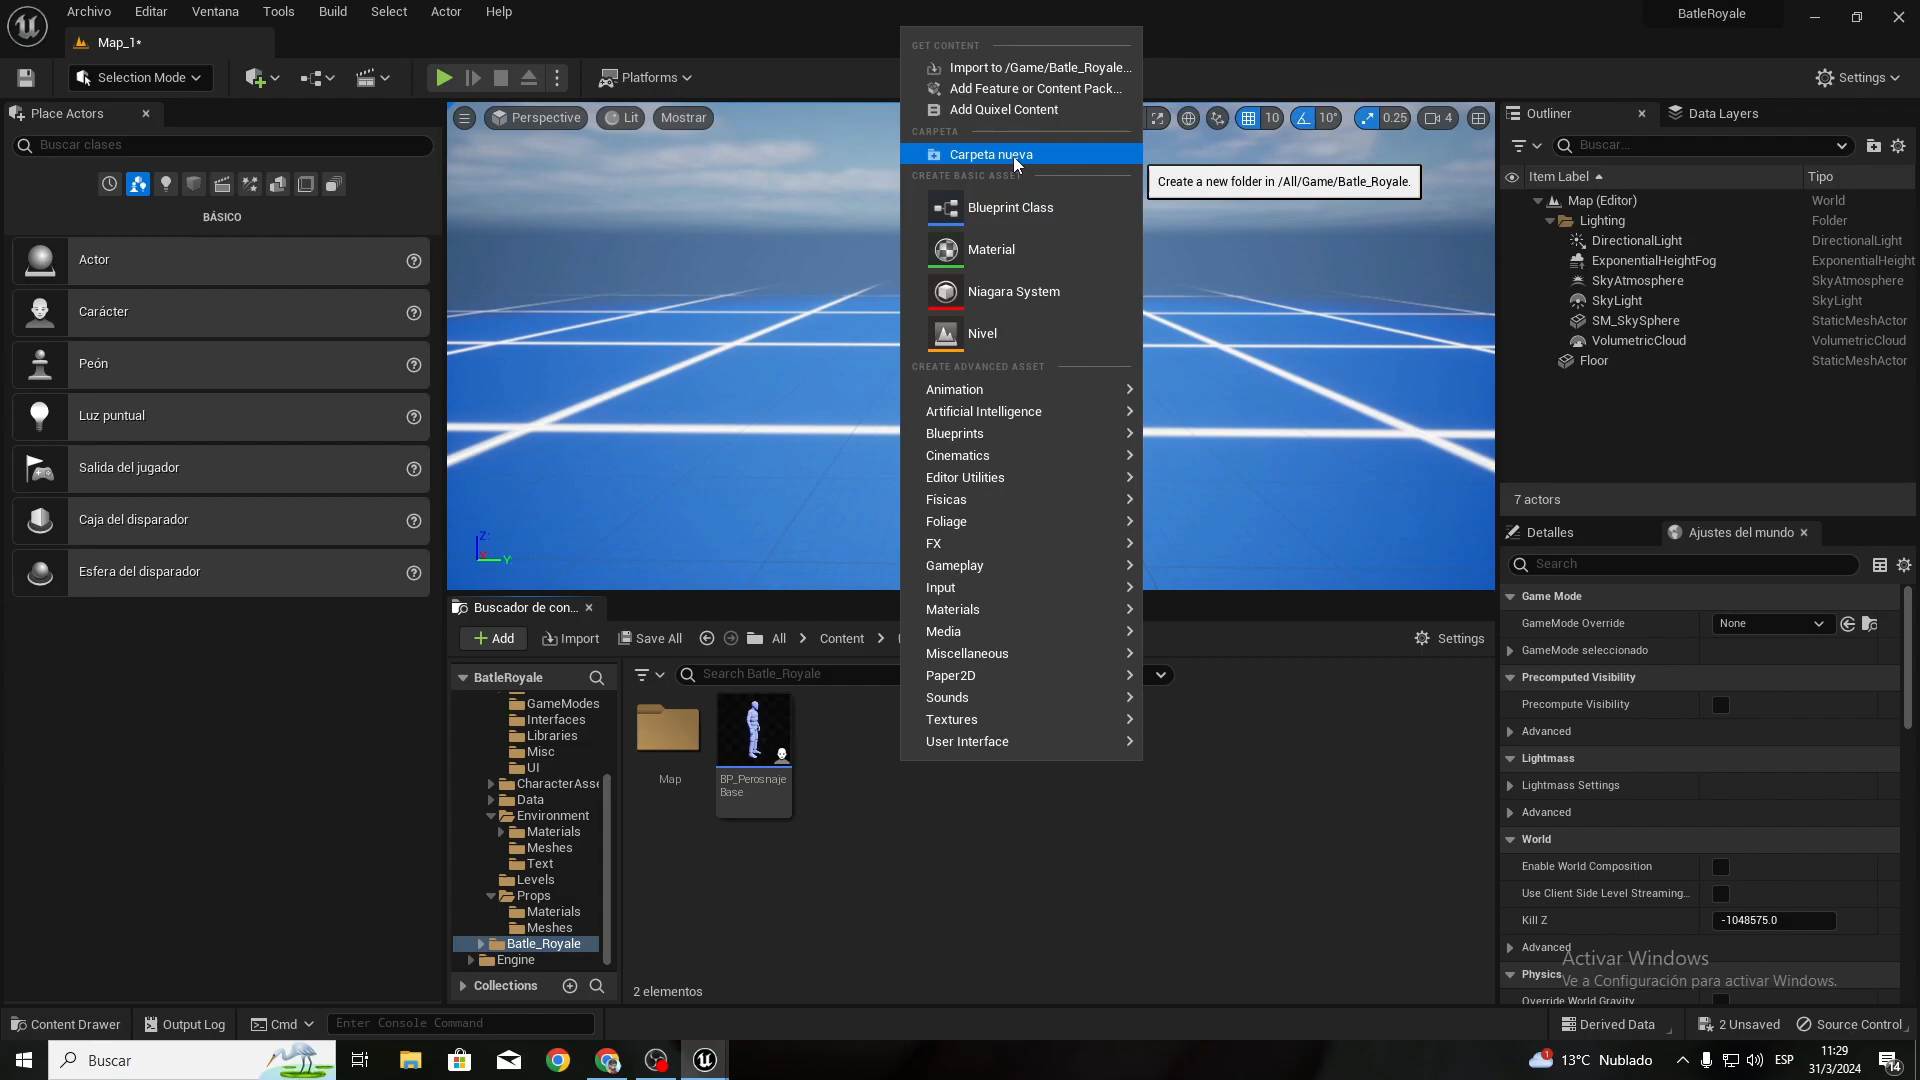 Archivo
Editar
Ventana
Tools
Build
Select
Actor
Help
BatleRoyale
Map_1*
Selection Mode
Platforms
Settings
Place Actors
Buscar clases
BÁSICO
Actor
Carácter
Peón
Luz puntual
Salida del jugador
Caja del disparador
Esfera del disparador
Perspective
Lit
Mostrar
10
10°
0.25
4
Z
Y
GET CONTENT
Import to /Game/Batle_Royale...
Add Feature or Content Pack...
Add Quixel Content
CARPETA
Carpeta nueva
Create a new folder in /All/Game/Batle_Royale.
CREATE BASIC ASSET
Blueprint Class
Material
Niagara System
Nivel
CREATE ADVANCED ASSET
Animation
Artificial Intelligence
Blueprints
Cinematics
Editor Utilities
Físicas
Foliage
FX
Gameplay
Input
Materials
Media
Miscellaneous
Paper2D
Sounds
Textures
User Interface
Outliner
Data Layers
Buscar...
Item Label
Tipo
Map (Editor)
World
Lighting
Folder
DirectionalLight
DirectionalLight
ExponentialHeightFog
ExponentialHeight
SkyAtmosphere
SkyAtmosphere
SkyLight
SkyLight
SM_SkySphere
StaticMeshActor
VolumetricCloud
VolumetricCloud
Floor
StaticMeshActor
7 actors
Detalles
Ajustes del mundo
Search
Game Mode
GameMode Override
None
GameMode seleccionado
Precomputed Visibility
Precompute Visibility
Advanced
Lightmass
Lightmass Settings
Advanced
World
Enable World Composition
Use Client Side Level Streaming...
Kill Z
-1048575.0
Advanced
Physics
Override World Gravity
Activar Windows
Ve a Configuración para activar Windows.
Buscador de con...
Add
Import
Save All
All
Content
Settings
BatleRoyale
Search Batle_Royale
GameModes
Interfaces
Libraries
Misc
UI
CharacterAsse
Data
Environment
Materials
Meshes
Text
Levels
Props
Materials
Meshes
Batle_Royale
Engine
Collections
Map
BP_Perosnaje
Base
2 elementos
Content Drawer
Output Log
Cmd
Enter Console Command
Derived Data
2 Unsaved
Source Control
Buscar
1
13°C Nublado
ESP
11:29
31/3/2024
14